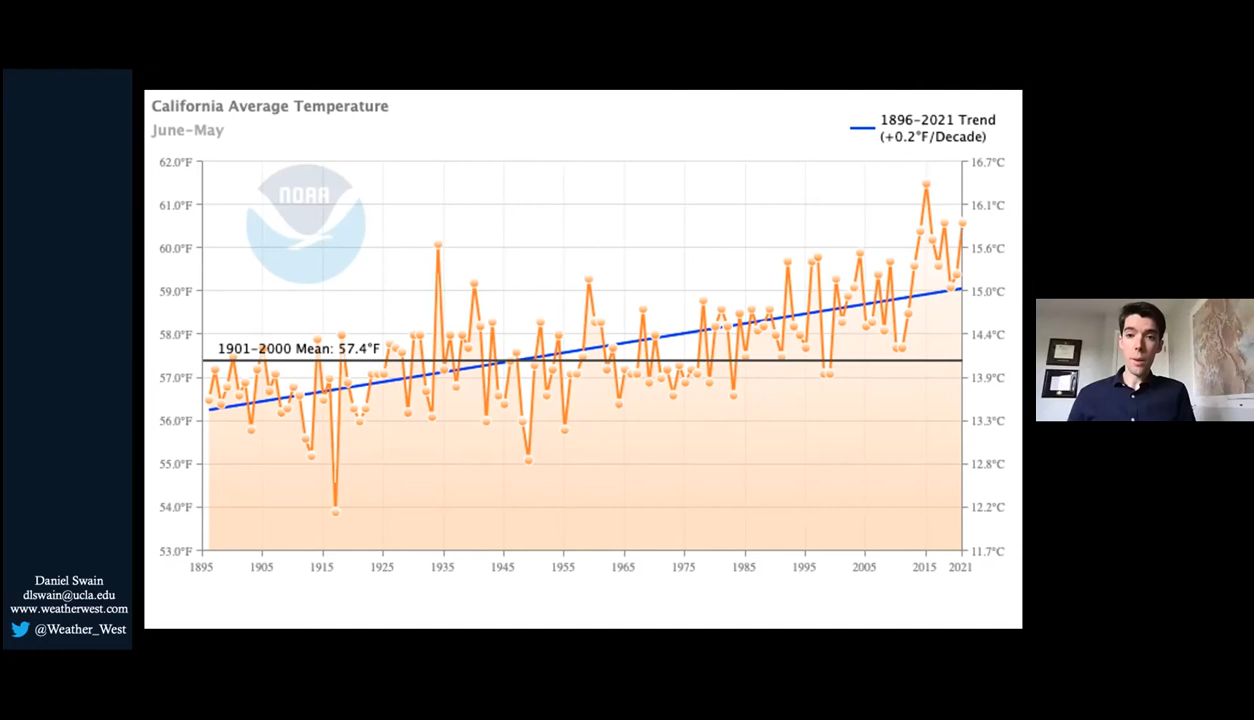 California Average Temperature
June-May
1896-2021 Trend
(+0.2°F/Decade)
62.0°F
61.0°F
60.0°F
59.0°F
58.0°F
57.0°F
56.0°F
55.0°F
54.0°F
53.0°F
NOAA
1901-2000 Mean: 57.4°F
16.7°C
16.1°C
15.6°C
15.0°C
14.4°C
13.9°C
13.3°C
12.8°C
12.2°C
11.7°C
1895 1905 1915 1925 1935 1945 1955 1965 1975 1985 1995 2005 2015 2021
Daniel Swain
dlswain@ucla.edu
www.weatherwest.com
@Weather_West